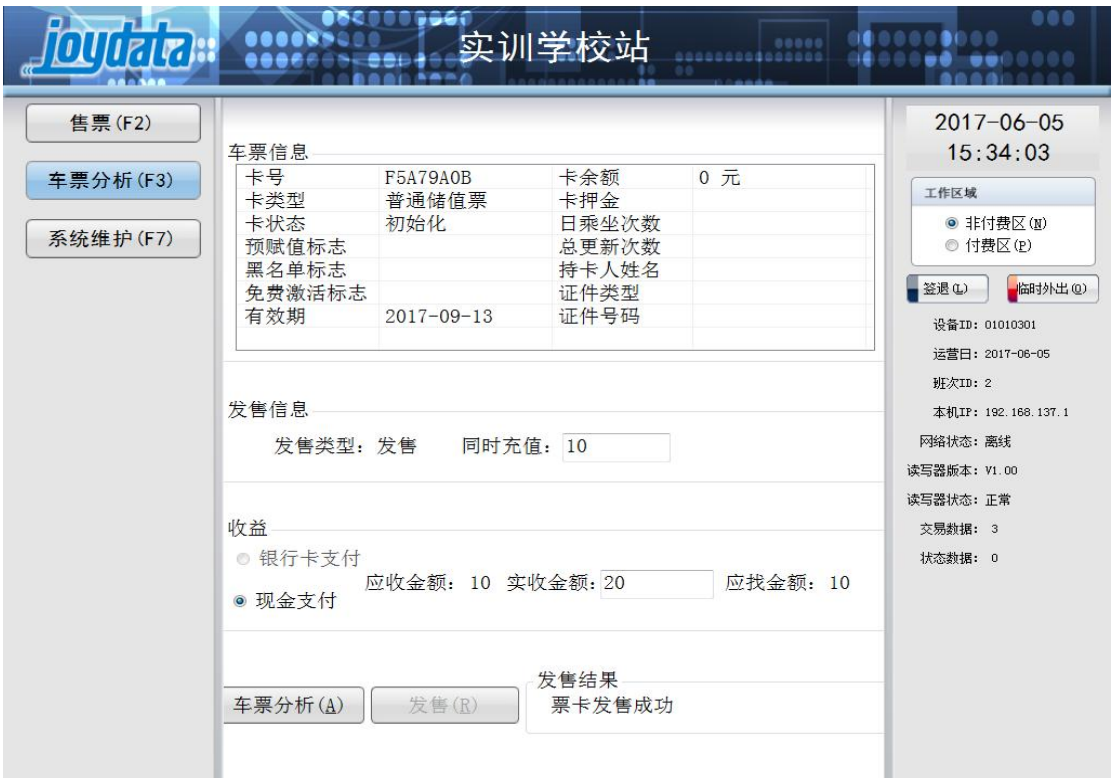 joydata
实训学校站
售票(F2)
车票分析(F3)
系统维护(F7)
车票信息
卡号 F5A79A0B 卡余额 0 元
卡类型 普通储值票 卡押金
卡状态 初始化 日乘坐次数
预赋值标志 总更新次数
黑名单标志 持卡人姓名
免费激活标志 证件类型
有效期 2017-09-13 证件号码
发售信息
发售类型: 发售 同时充值: 10
收益
银行卡支付
应收金额: 10 实收金额: 20 应找金额: 10
现金支付
车票分析(A) 发售(R)
发售结果
票卡发售成功
2017-06-05
15:34:03
工作区域
非付费区(N)
付费区(P)
签退(L) 临时外出(Q)
设备ID: 01010301
运营日: 2017-06-05
班次ID: 2
本机IP: 192.168.137.1
网络状态: 离线
读写器版本: V1.00
读写器状态: 正常
交易数据: 3
状态数据: 0